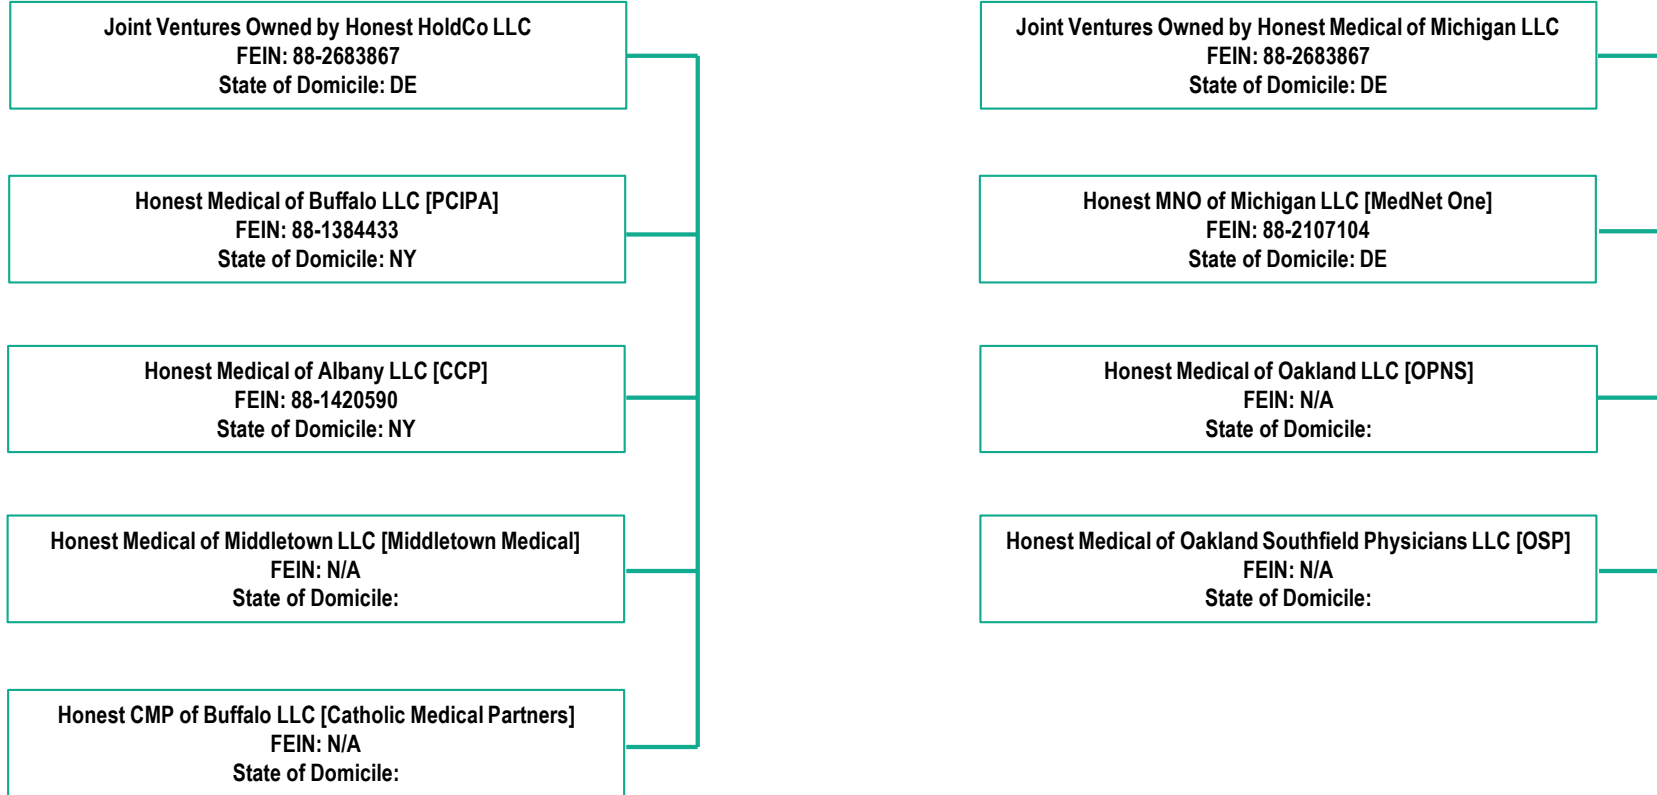 Joint Ventures Owned by Honest HoldCo LLC
FEIN: 88-2683867
State of Domicile: DE
Honest Medical of Buffalo LLC [PCIPA]
FEIN: 88-1384433
State of Domicile: NY
Honest Medical of Albany LLC [CCP]
FEIN: 88-1420590
State of Domicile: NY
Honest Medical of Middletown LLC [Middletown Medical]
FEIN: N/A
State of Domicile:
Honest CMP of Buffalo LLC [Catholic Medical Partners]
FEIN: N/A
State of Domicile:
Joint Ventures Owned by Honest Medical of Michigan LLC
FEIN: 88-2683867
State of Domicile: DE
Honest MNO of Michigan LLC [MedNet One]
FEIN: 88-2107104
State of Domicile: DE
Honest Medical of Oakland LLC [OPNS]
FEIN: N/A
State of Domicile:
Honest Medical of Oakland Southfield Physicians LLC [OSP]
FEIN: N/A
State of Domicile: